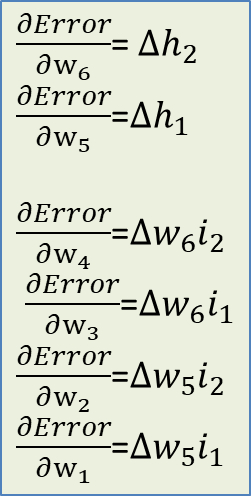 ∂Error/∂w₆ = Δh₂
∂Error/∂w₅ =Δh₁
∂Error/∂w₄ =Δw₆i₂
∂Error/∂w₃ =Δw₆i₁
∂Error/∂w₂ =Δw₅i₂
∂Error/∂w₁ =Δw₅i₁